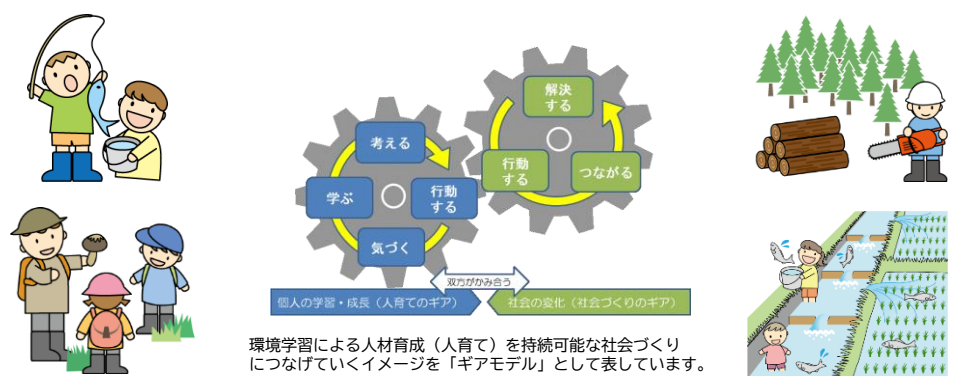 考える
学ぶ
行動
する
気づく
解決
する
行動
する
つながる
双方がかみ合う
個人の学習・成長（人育てのギア）
社会の変化（社会づくりのギア）
環境学習による人材育成（人育て）を持続可能な社会づくり
につなげていくイメージを「ギアモデル」として表しています。